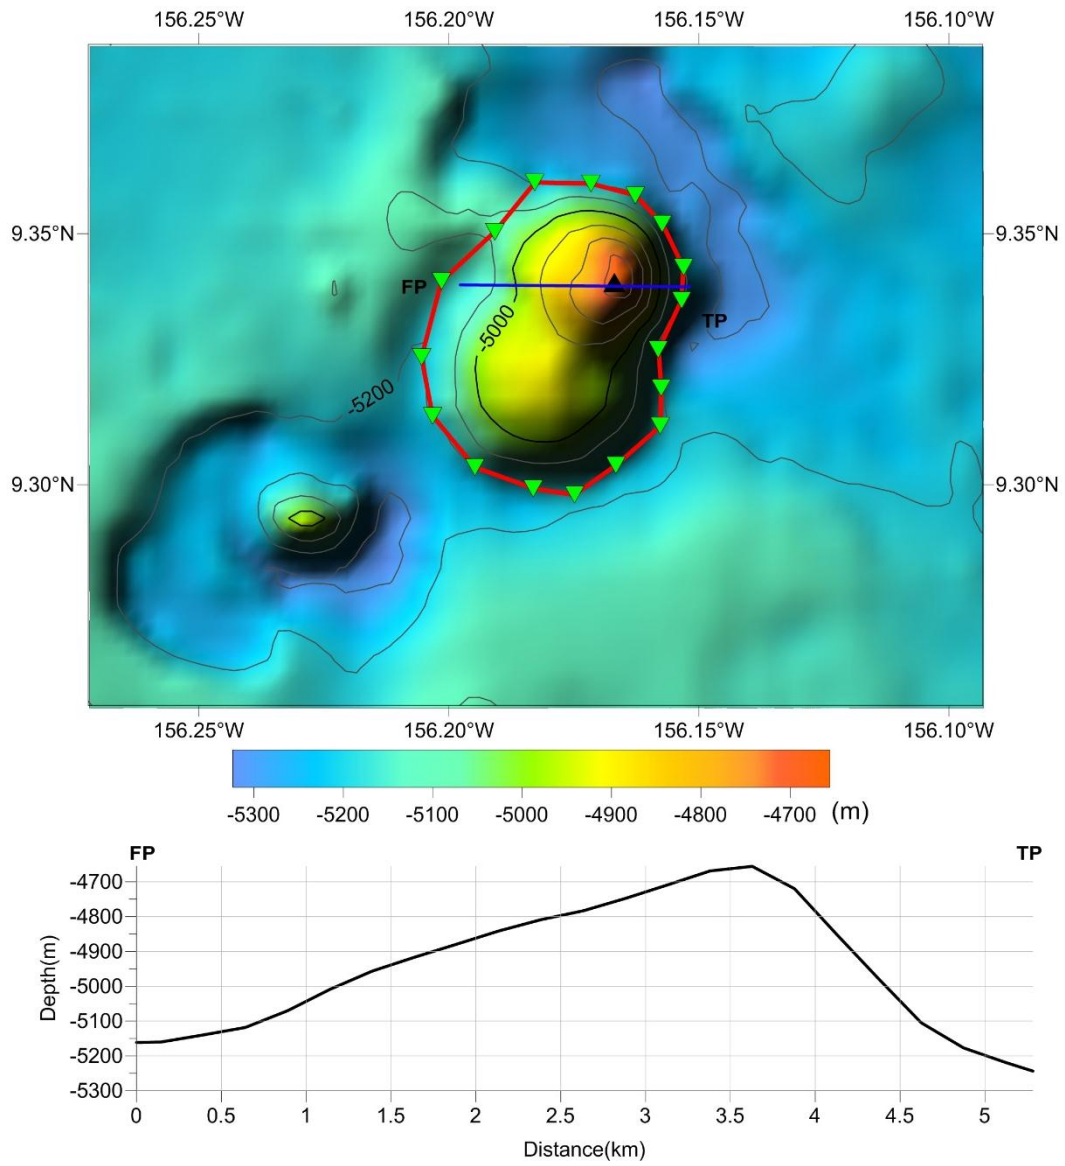 156.25°W 156.20°W 156.15°W 156.10°W
9.35°N 9.35°N
FP
TP
-5000
-5200
9.30°N 9.30°N
156.25°W 156.20°W 156.15°W 156.10°W
-5300 -5200 -5100 -5000 -4900 -4800 -4700 (m)
FP TP
-4700
-4800
-4900
-5000
-5100
-5200
-5300
Depth(m)
0 0.5 1 1.5 2 2.5 3 3.5 4 4.5 5
Distance(km)